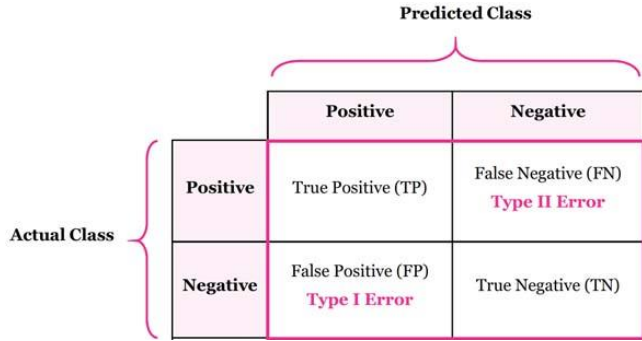 Predicted Class
Positive
Negative
Positive
True Positive (TP)
False Negative (FN)
Type II Error
Actual Class
Negative
False Positive (FP)
Type I Error
True Negative (TN)